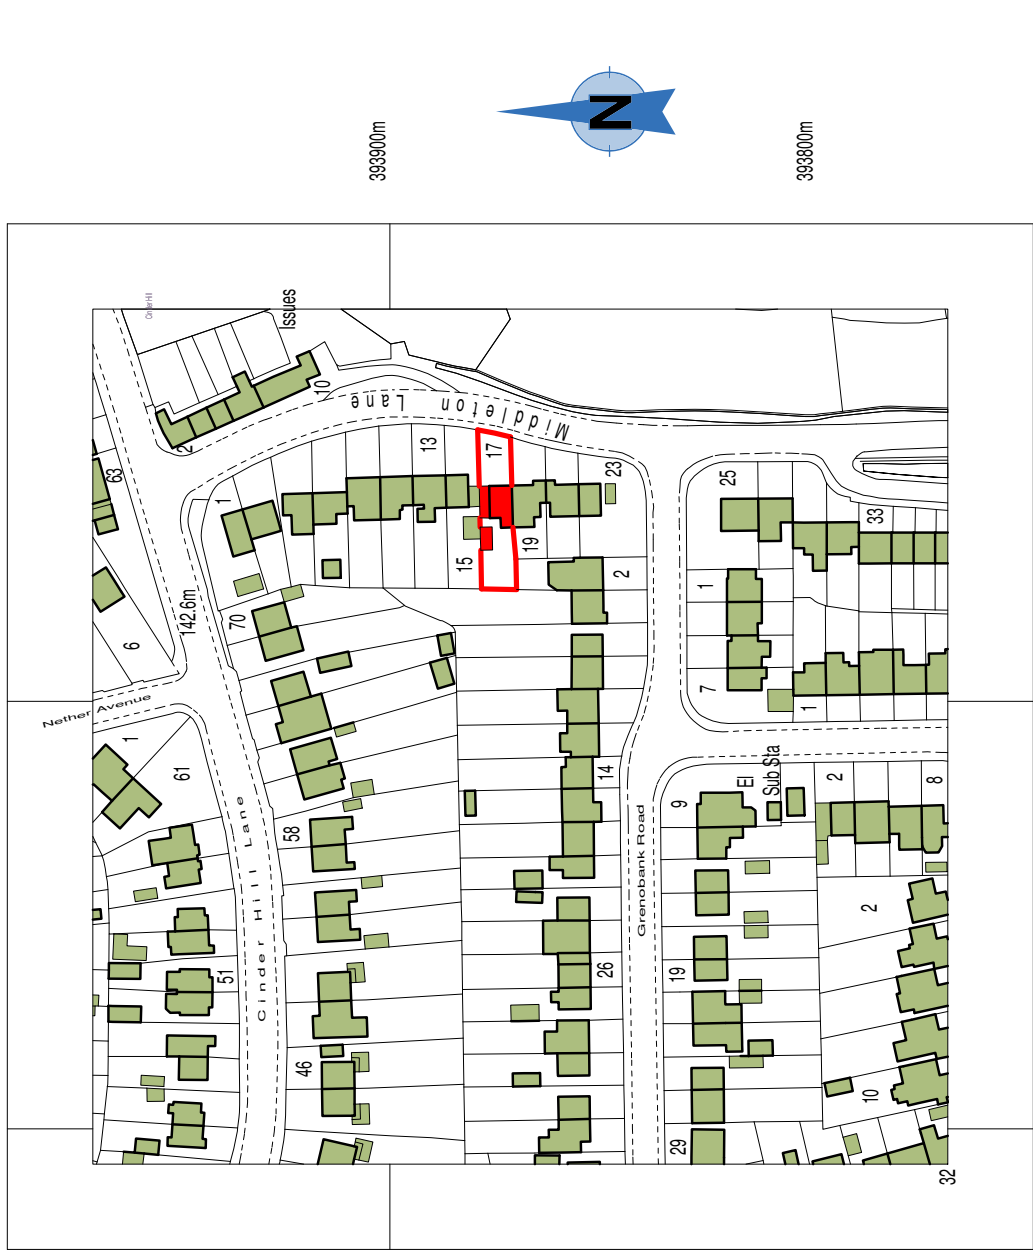 393900m
N
393800m
Cinder Hill
Issues
10
2
Middleton Lane
63
13
17
23
25
1
33
15
19
2
1
142.6m
70
6
7
1
Nether Avenue
1
61
14
El
Sub Sta
2
8
9
58
Cinder Hill Lane
Grenobank Road
2
51
26
19
46
10
29
32